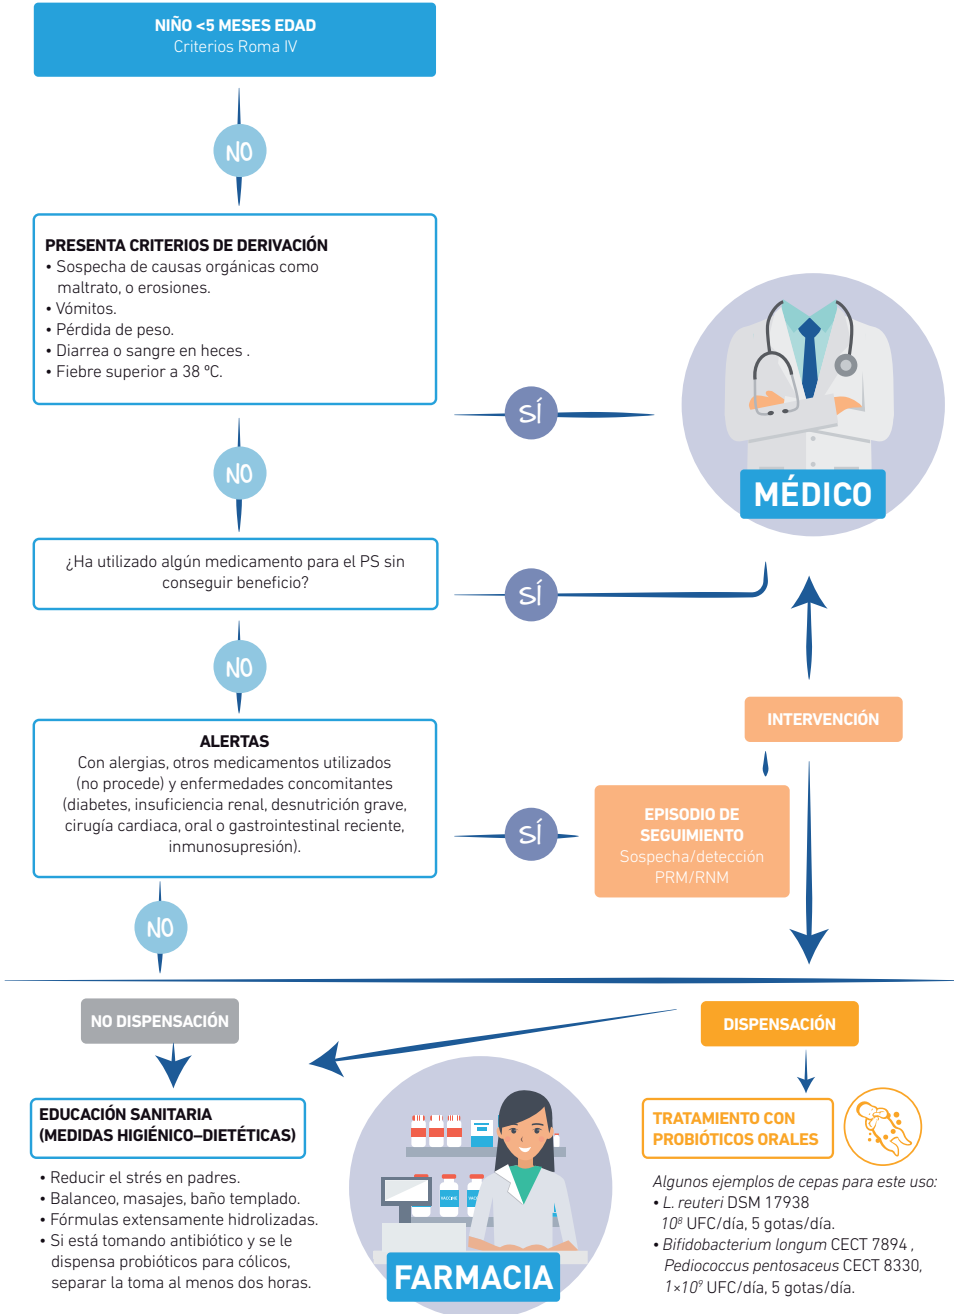 NIÑO <5 MESES EDAD
Criterios Roma IV
NO
PRESENTA CRITERIOS DE DERIVACIÓN
• Sospecha de causas orgánicas como
maltrato, o erosiones.
• Vómitos.
• Pérdida de peso.
• Diarrea o sangre en heces .
• Fiebre superior a 38 ºC.
SÍ
MÉDICO
NO
¿Ha utilizado algún medicamento para el PS sin
conseguir beneficio?
SÍ
NO
INTERVENCIÓN
ALERTAS
Con alergias, otros medicamentos utilizados
(no procede) y enfermedades concomitantes
(diabetes, insuficiencia renal, desnutrición grave,
cirugía cardiaca, oral o gastrointestinal reciente,
inmunosupresión).
SÍ
EPISODIO DE
SEGUIMIENTO
Sospecha/detección
PRM/RNM
NO
NO DISPENSACIÓN
DISPENSACIÓN
EDUCACIÓN SANITARIA
(MEDIDAS HIGIÉNICO–DIETÉTICAS)
• Reducir el strés en padres.
• Balanceo, masajes, baño templado.
• Fórmulas extensamente hidrolizadas.
• Si está tomando antibiótico y se le
dispensa probióticos para cólicos,
separar la toma al menos dos horas.
VACCINE
FARMACIA
TRATAMIENTO CON
PROBIÓTICOS ORALES
Algunos ejemplos de cepas para este uso:
• L. reuteri DSM 17938
10⁸ UFC/día, 5 gotas/día.
• Bifidobacterium longum CECT 7894 ,
Pediococcus pentosaceus CECT 8330,
1×10⁹ UFC/día, 5 gotas/día.